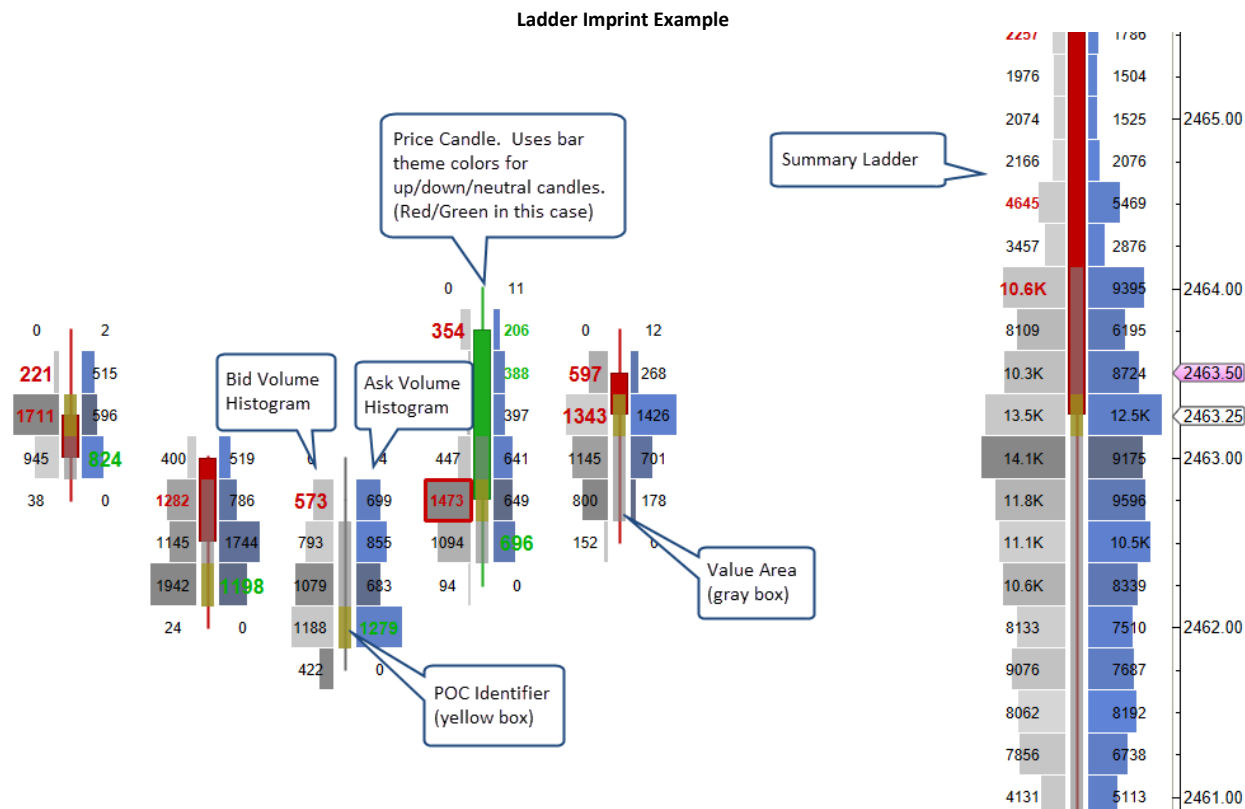 Ladder Imprint Example
Price Candle. Uses bar
theme colors for
up/down/neutral candles.
(Red/Green in this case)
Summary Ladder
Bid Volume
Histogram
Ask Volume
Histogram
Value Area
(gray box)
POC Identifier
(yellow box)
0 2
221 515
1711 596
945 824
38 0
400 519
1282 786
1145 1744
1942 1198
24 0
573 699
793 855
1079 683
1188 1279
422 0
0 11
354 206
388
397
447 641
1473 649
1094 696
94 0
0 12
597 268
1343 1426
1145 701
800 178
152 0
2257 1786
1976 1504
2074 1525
2166 2076
4645 5469
3457 2876
10.6K 9395
8109 6195
10.3K 8724
13.5K 12.5K
14.1K 9175
11.8K 9596
11.1K 10.5K
10.6K 8339
8133 7510
9076 7687
8062 8192
7856 6738
4131 5113
2465.00
2464.00
2463.50
2463.25
2463.00
2462.00
2461.00